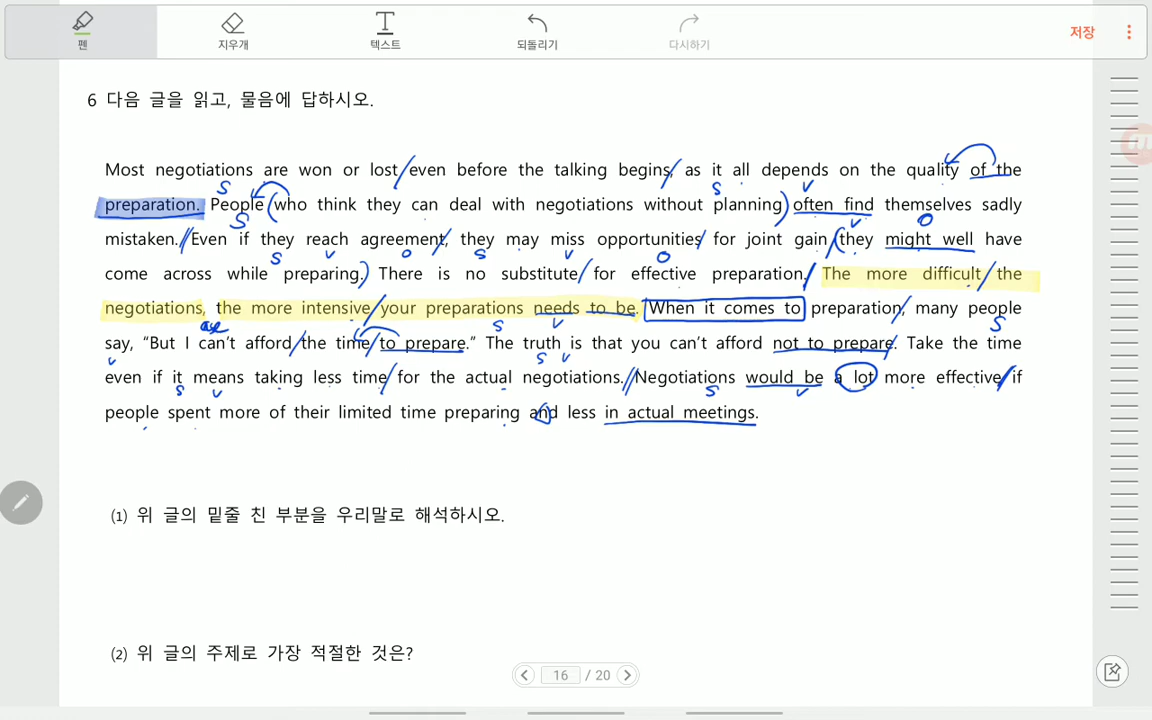 펜 지우개 텍스트 되돌리기 다시하기 저장
6 다음 글을 읽고, 물음에 답하시오.
Most negotiations are won or lost even before the talking begins, as it all depends on the quality of the
S S V
preparation. People who think they can deal with negotiations without planning often find themselves sadly
S V O
mistaken. Even if they reach agreement, they may miss opportunities for joint gain they might well have
S V O S V O
come across while preparing. There is no substitute for effective preparation. The more difficult the
negotiations, the more intensive your preparations needs to be. When it comes to preparation, many people
are S V S
say, “But I can’t afford the time to prepare.” The truth is that you can’t afford not to prepare. Take the time
V S V
even if it means taking less time for the actual negotiations. Negotiations would be a lot more effective if
S V S V
people spent more of their limited time preparing and less in actual meetings.
(1) 위 글의 밑줄 친 부분을 우리말로 해석하시오.
(2) 위 글의 주제로 가장 적절한 것은?
16 / 20